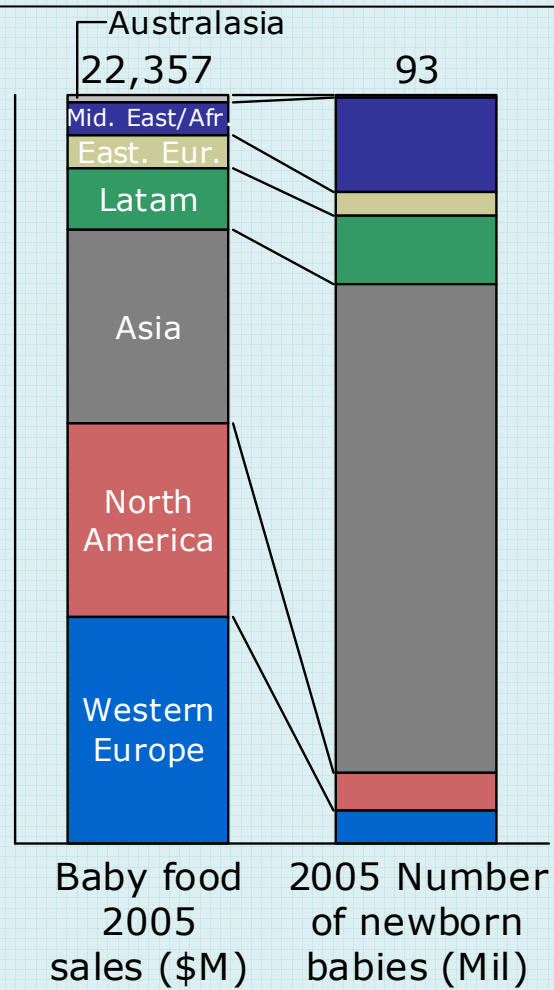 Australasia
22,357
93
Mid. East/Afr.
East. Eur.
Latam
Asia
North
America
Western
Europe
Baby food
2005
sales ($M)
2005 Number
of newborn
babies (Mil)